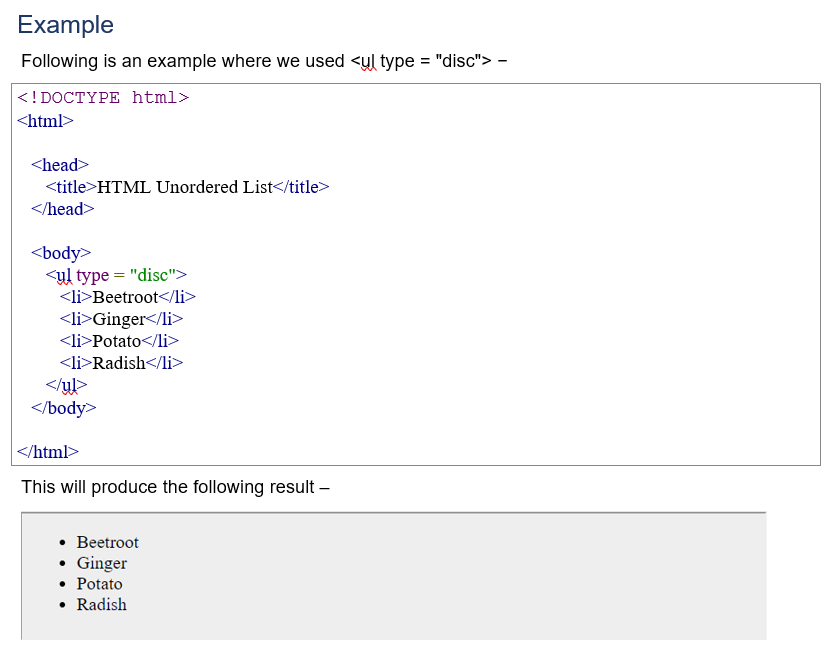 Example
Following is an example where we used <ul type = "disc"> –
<!DOCTYPE html>
<html>
<head>
<title>HTML Unordered List</title>
</head>
<body>
<ul type = "disc">
<li>Beetroot</li>
<li>Ginger</li>
<li>Potato</li>
<li>Radish</li>
</ul>
</body>
</html>
This will produce the following result –
• Beetroot
• Ginger
• Potato
• Radish